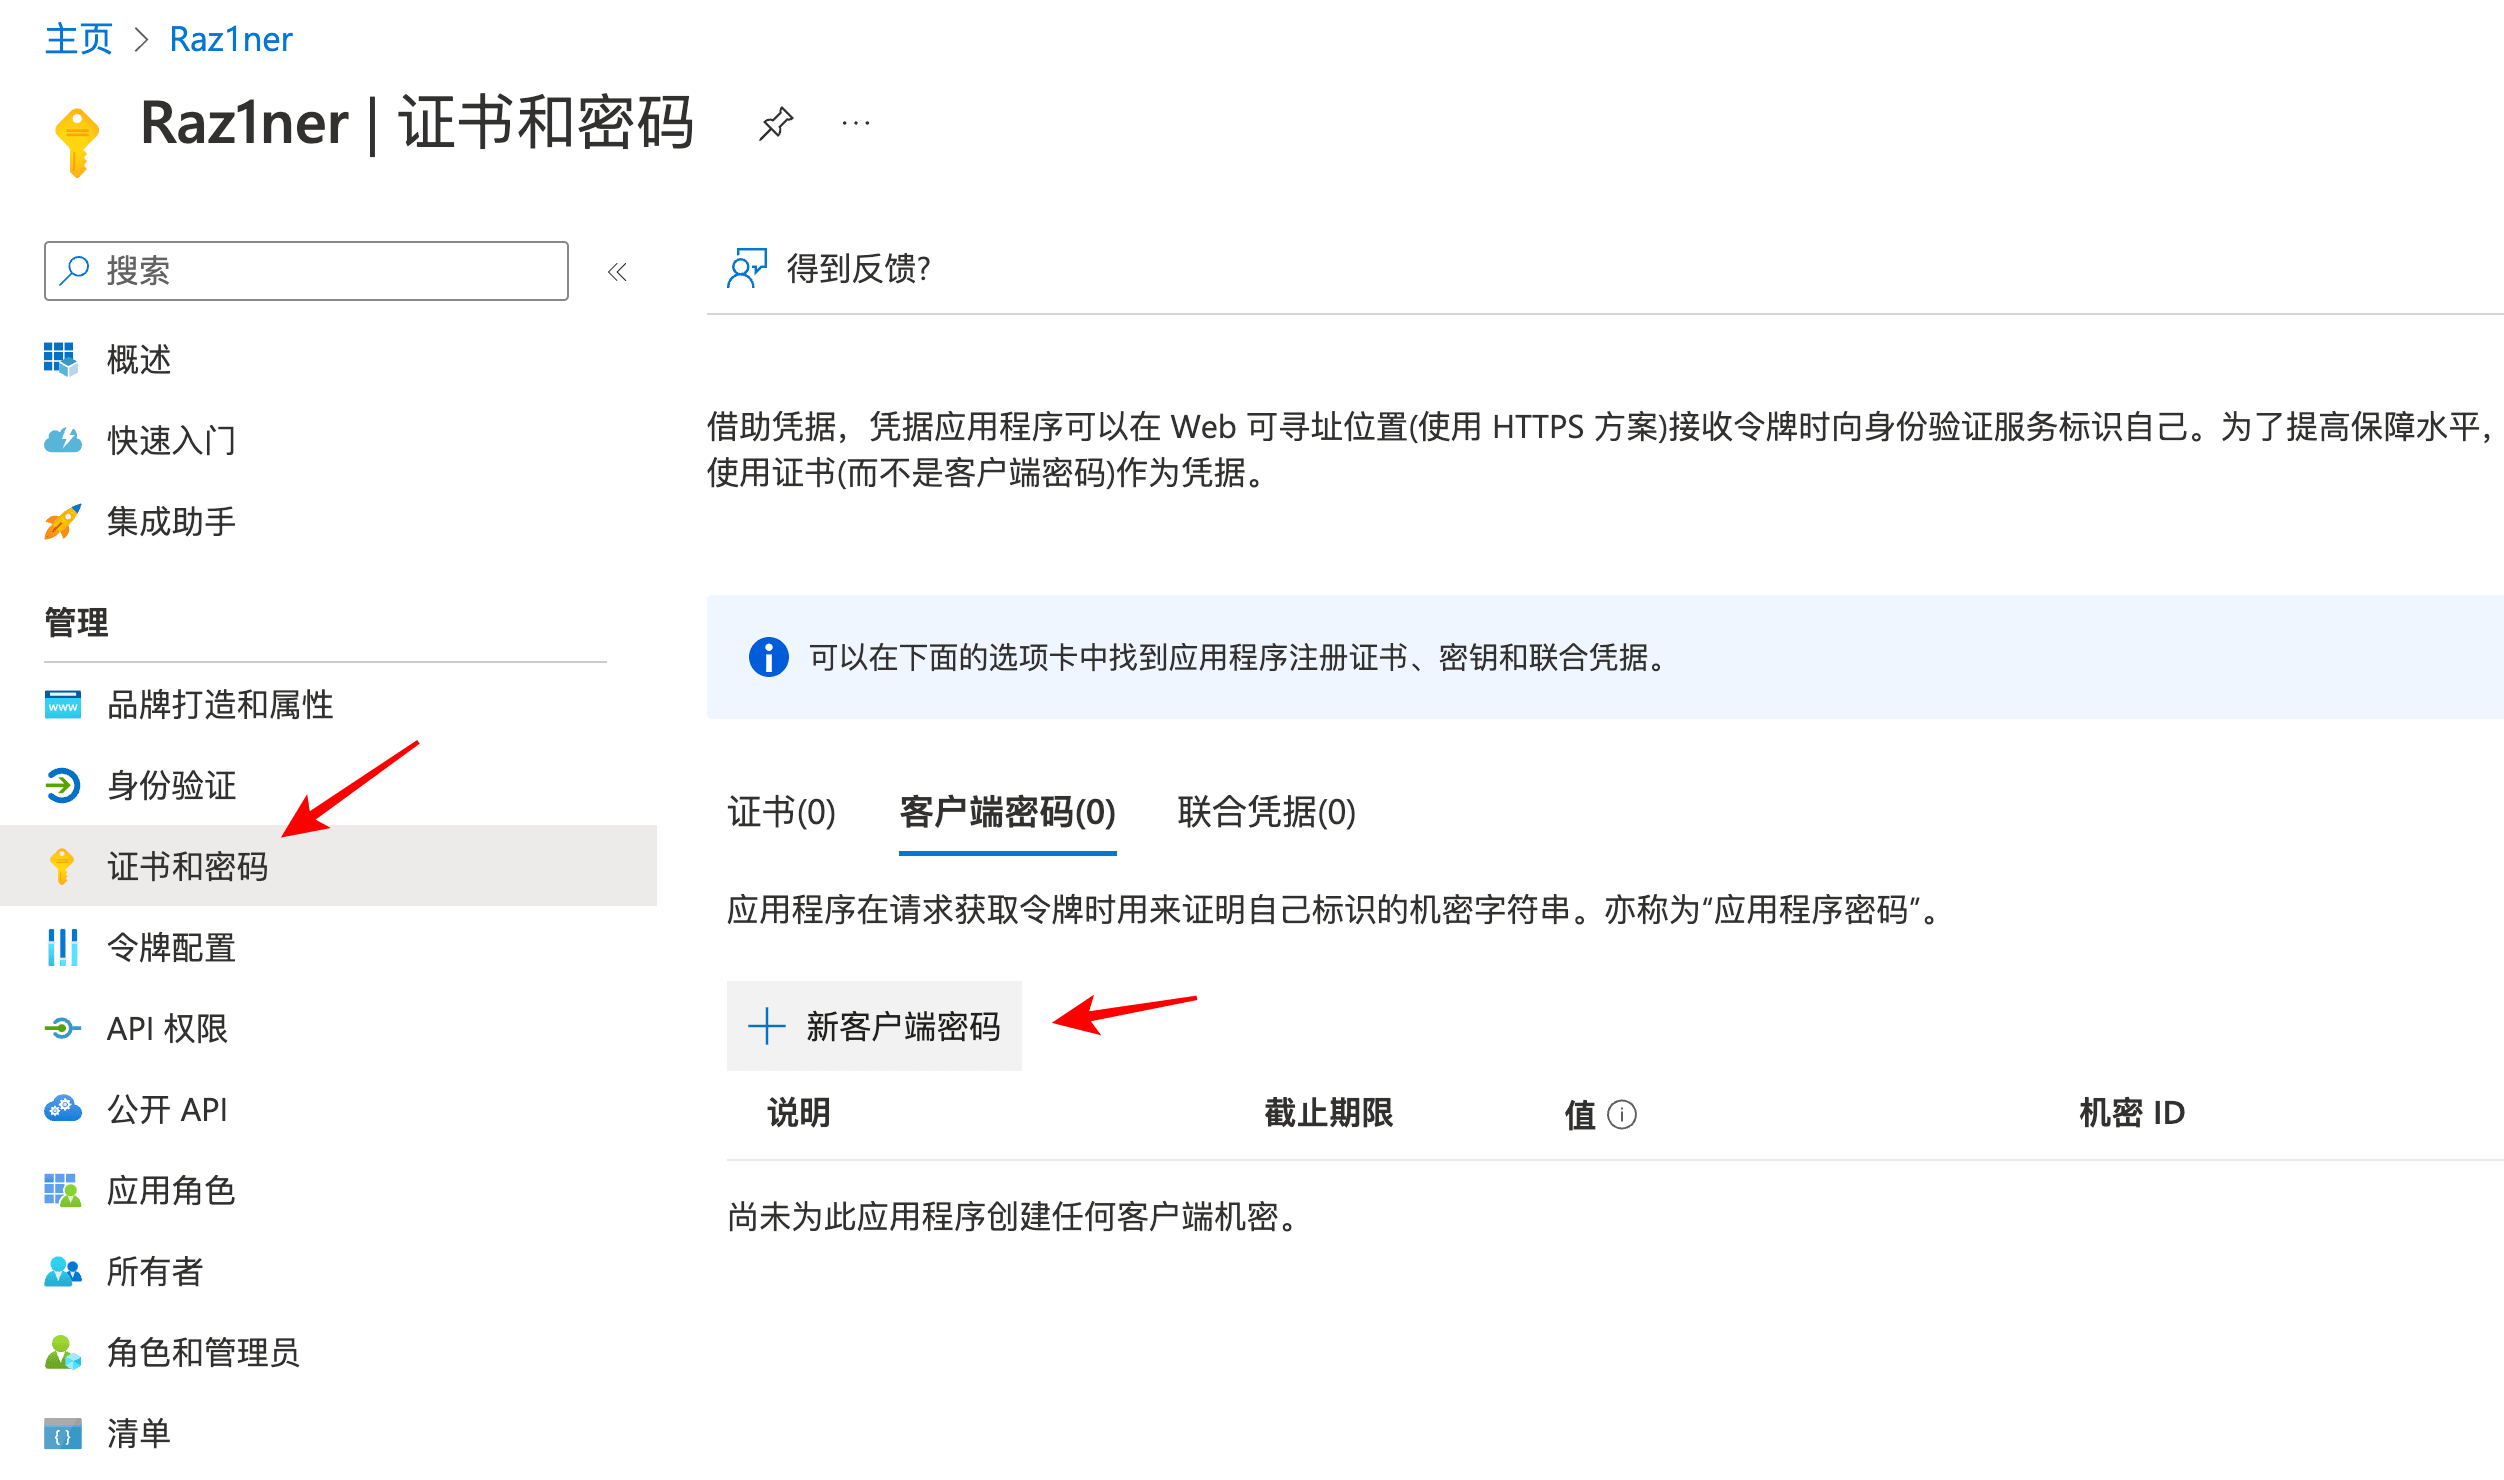 主页 > Raz1ner
Raz1ner | 证书和密码 ···
搜索 «
得到反馈?
概述
快速入门
集成助手
管理
品牌打造和属性
身份验证
证书和密码
令牌配置
API 权限
公开 API
应用角色
所有者
角色和管理员
清单
借助凭据，凭据应用程序可以在 Web 可寻址位置(使用 HTTPS 方案)接收令牌时向身份验证服务标识自己。为了提高保障水平，
使用证书(而不是客户端密码)作为凭据。
可以在下面的选项卡中找到应用程序注册证书、密钥和联合凭据。
证书(0) 客户端密码(0) 联合凭据(0)
应用程序在请求获取令牌时用来证明自己标识的机密字符串。亦称为“应用程序密码”。
新客户端密码
说明 截止期限 值 机密 ID
尚未为此应用程序创建任何客户端机密。